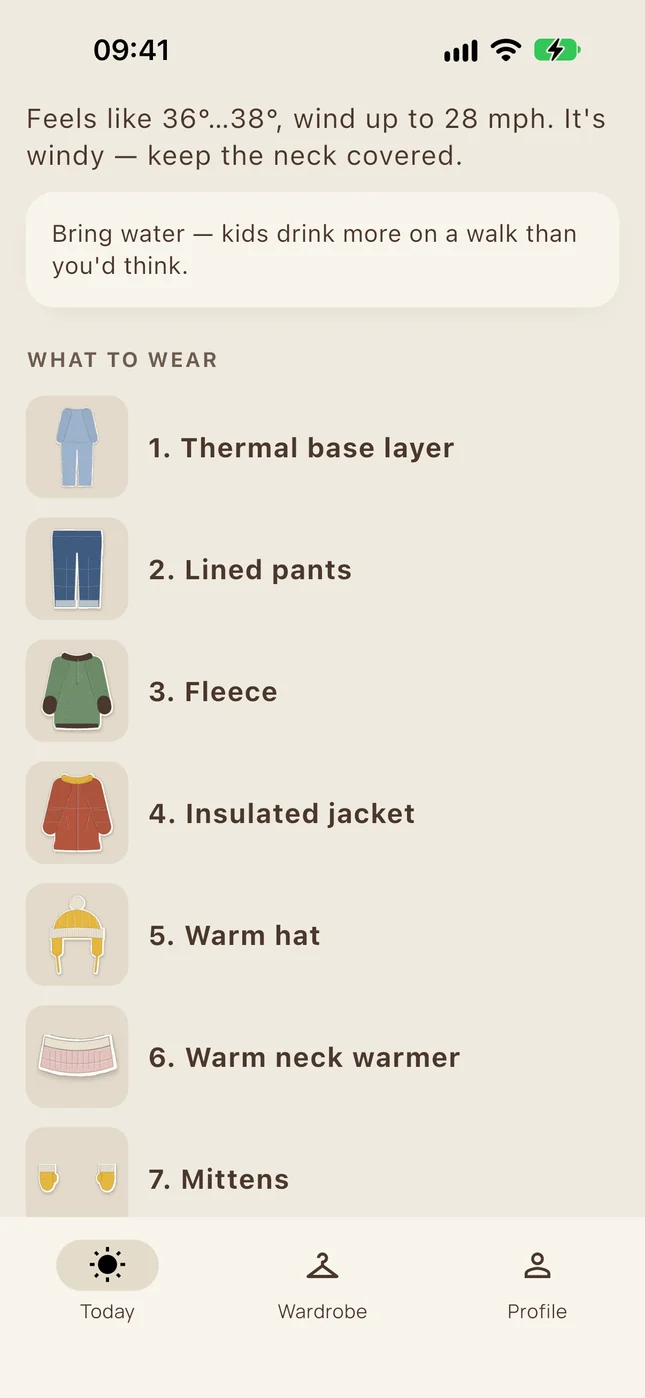 09:41
Feels like 36°...38°, wind up to 28 mph. It's
windy — keep the neck covered.
Bring water — kids drink more on a walk than
you'd think.
WHAT TO WEAR
1. Thermal base layer
2. Lined pants
3. Fleece
4. Insulated jacket
5. Warm hat
6. Warm neck warmer
7. Mittens
Today
Wardrobe
Profile